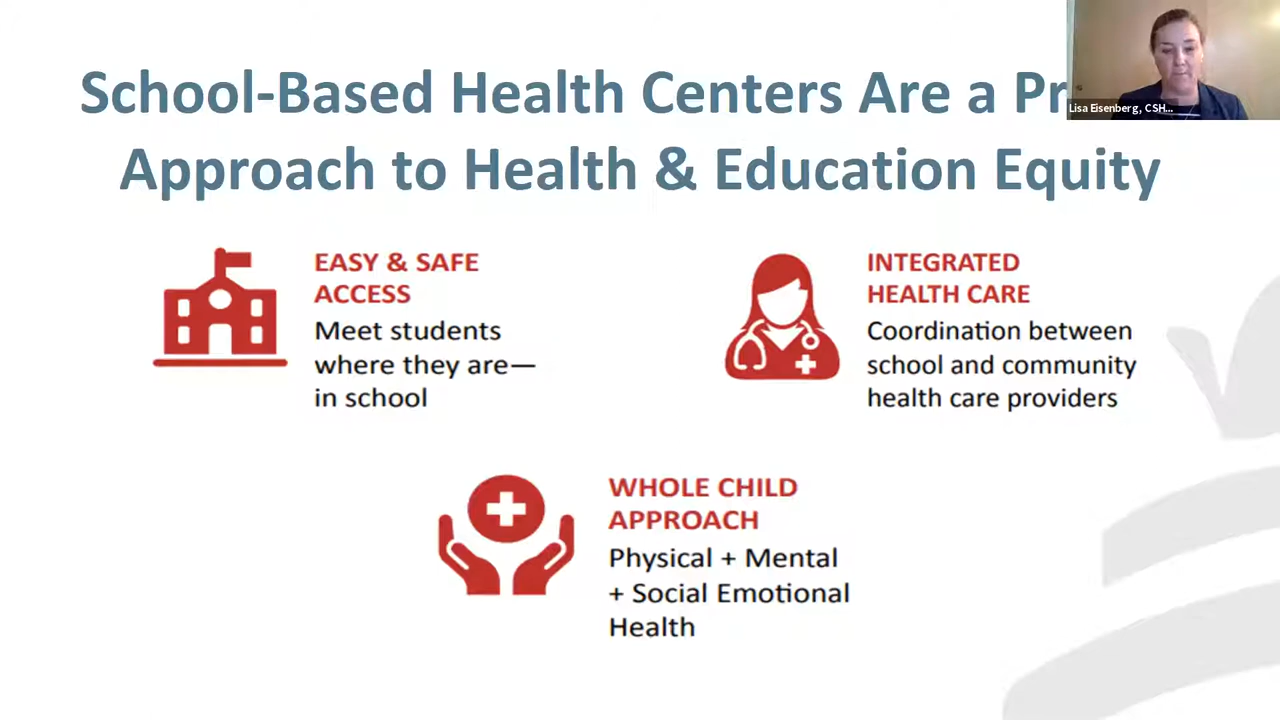 School-Based Health Centers Are a
Approach to Health & Education Equity
Lisa Eisenberg, CSH...
EASY & SAFE
ACCESS
Meet students
where they are—
in school
INTEGRATED
HEALTH CARE
Coordination between
school and community
health care providers
WHOLE CHILD
APPROACH
Physical + Mental
+ Social Emotional
Health